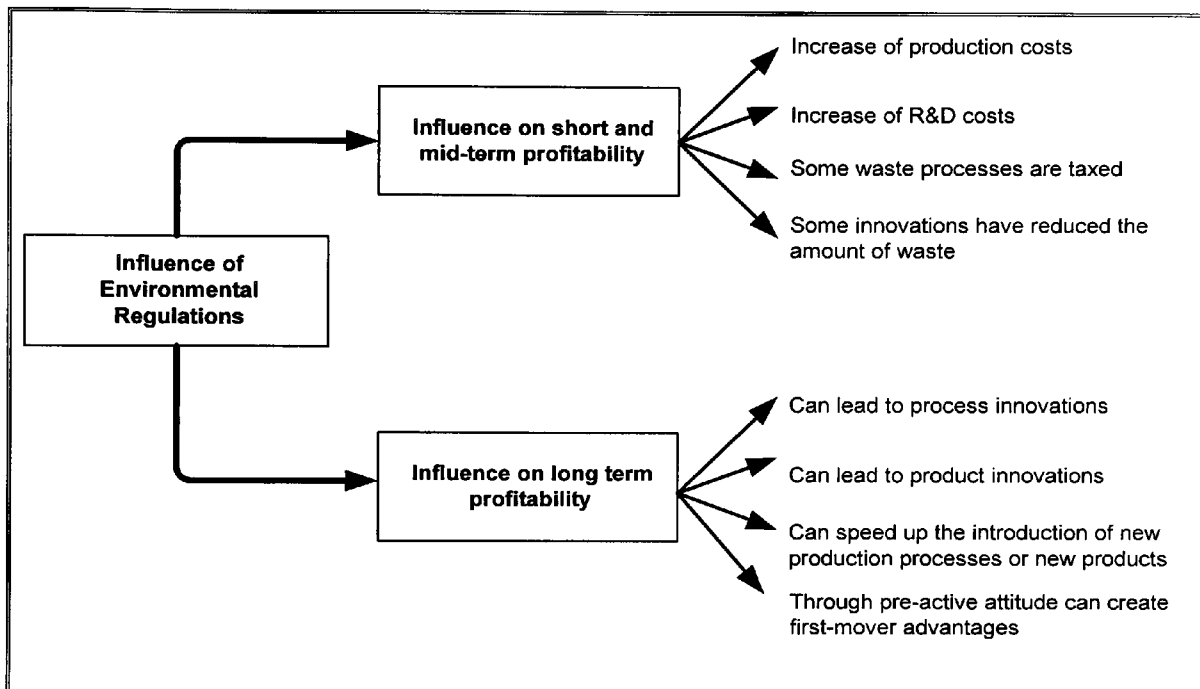 Influence of
Environmental
Regulations
Influence on short and
mid-term profitability
Increase of production costs
Increase of R&D costs
Some waste processes are taxed
Some innovations have reduced the
amount of waste
Influence on long term
profitability
Can lead to process innovations
Can lead to product innovations
Can speed up the introduction of new
production processes or new products
Through pre-active attitude can create
first-mover advantages